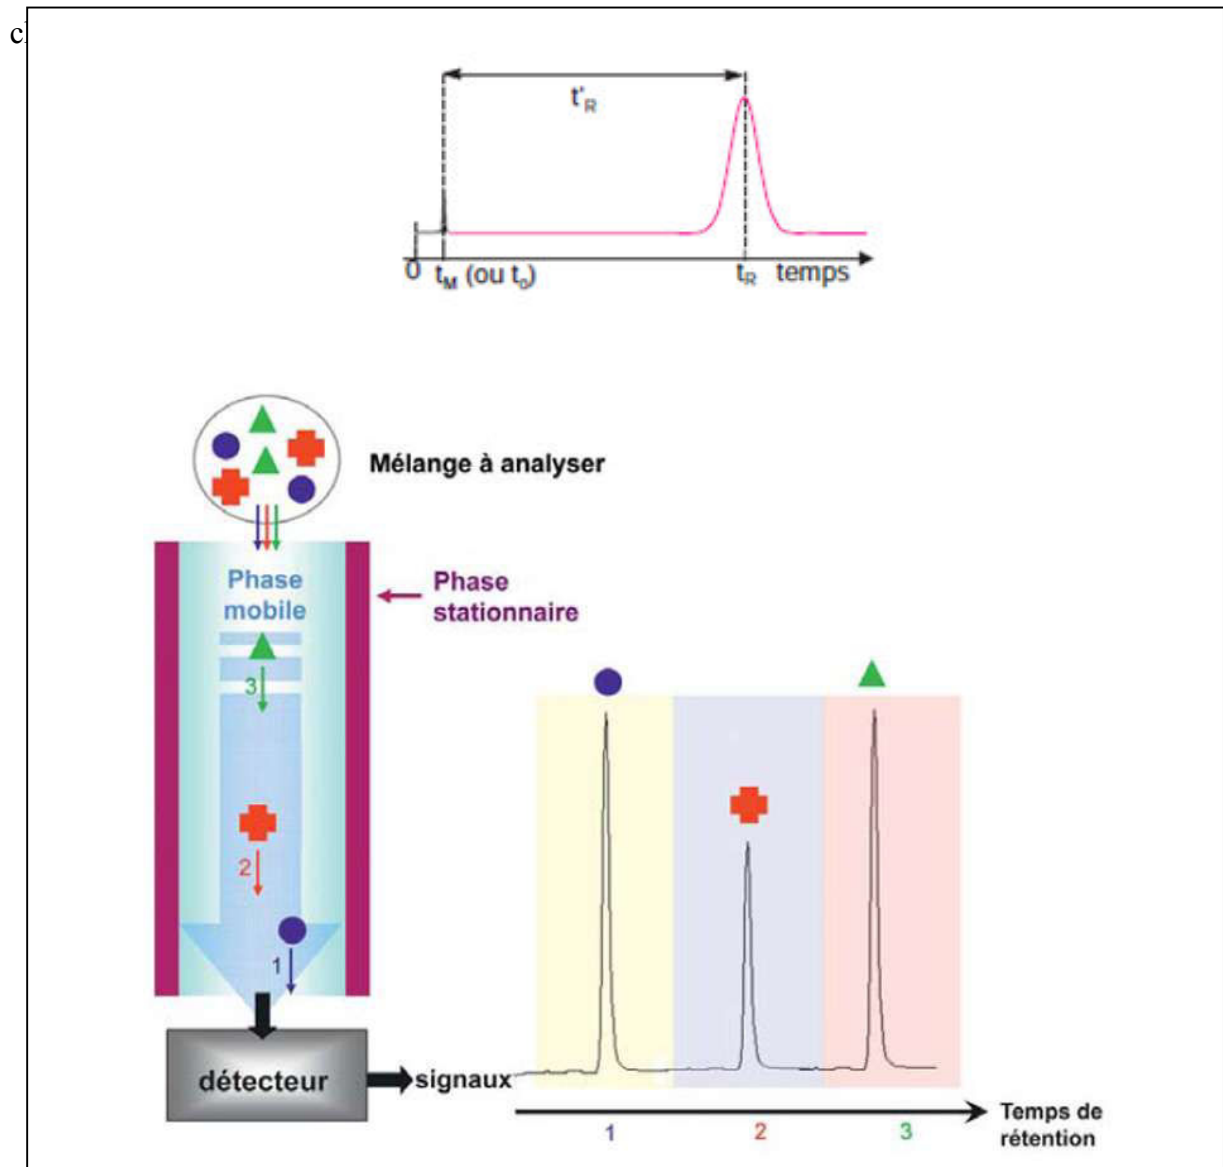 t'R
0 tM (ou t0) tR temps
Mélange à analyser
Phase
mobile
Phase
stationnaire
3
2
1
détecteur
signaux
Temps de
rétention
1 2 3